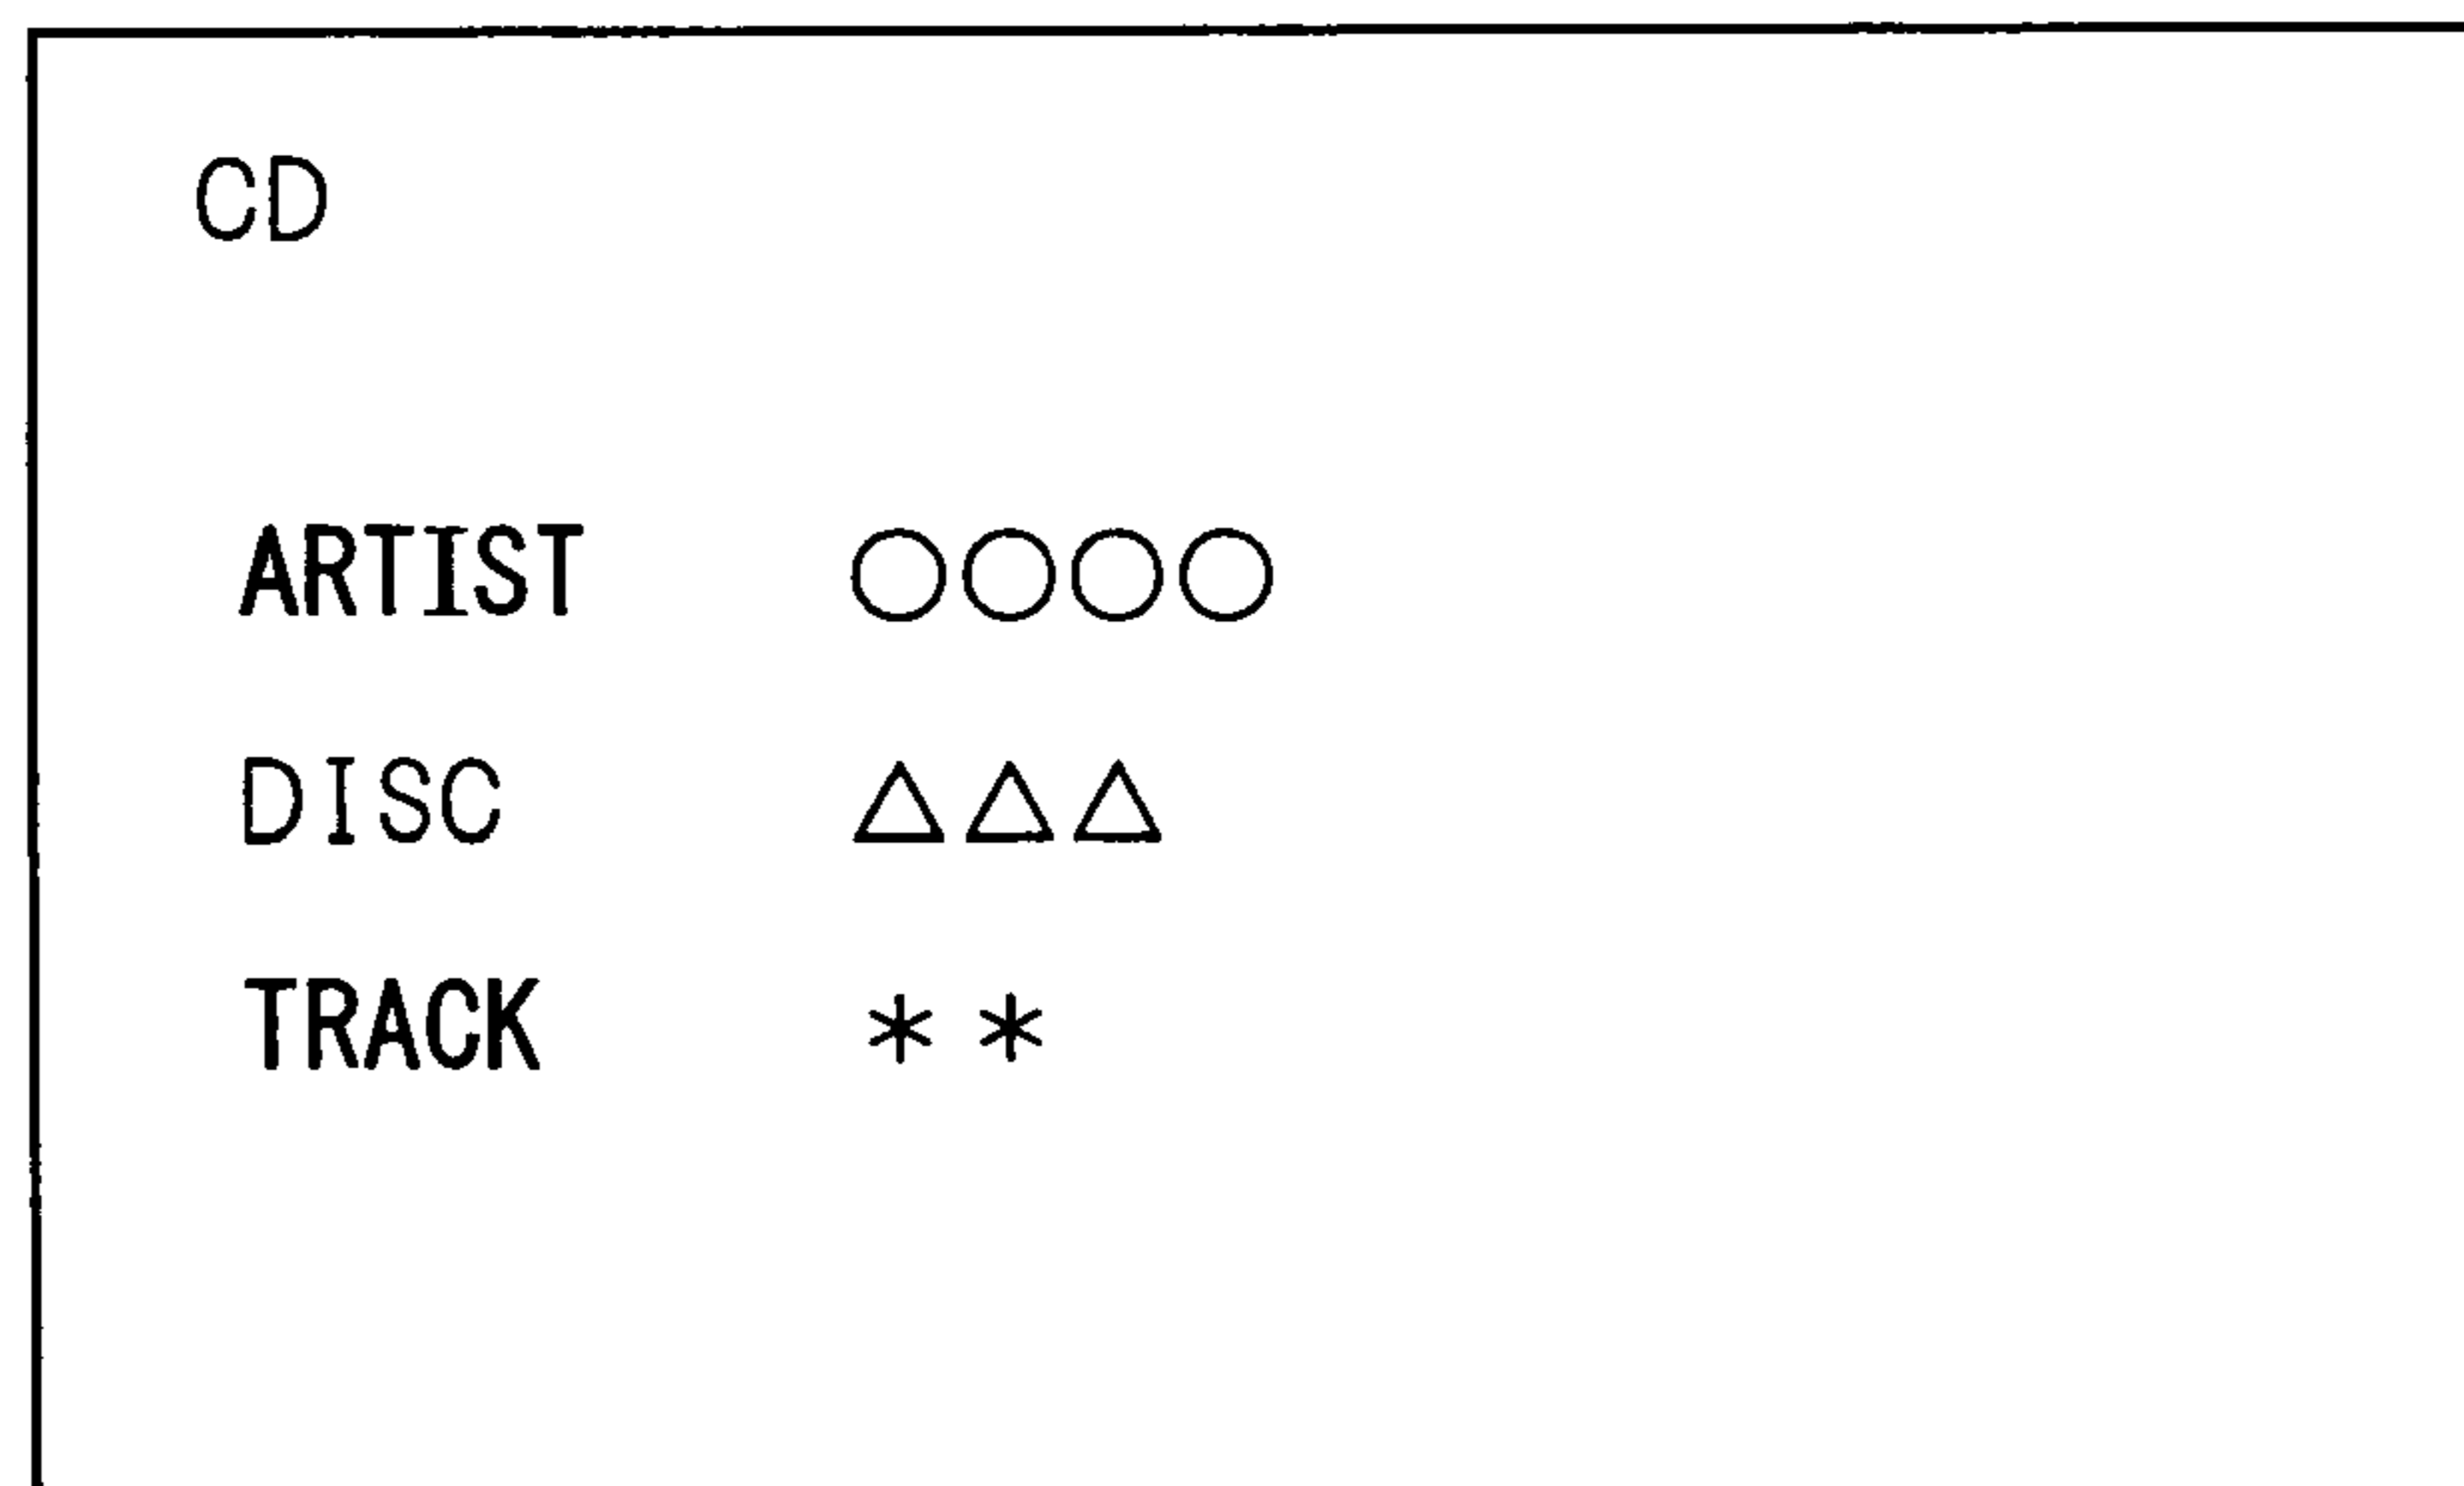 CD
ARTIST ○○○○
DISC △△△
TRACK **